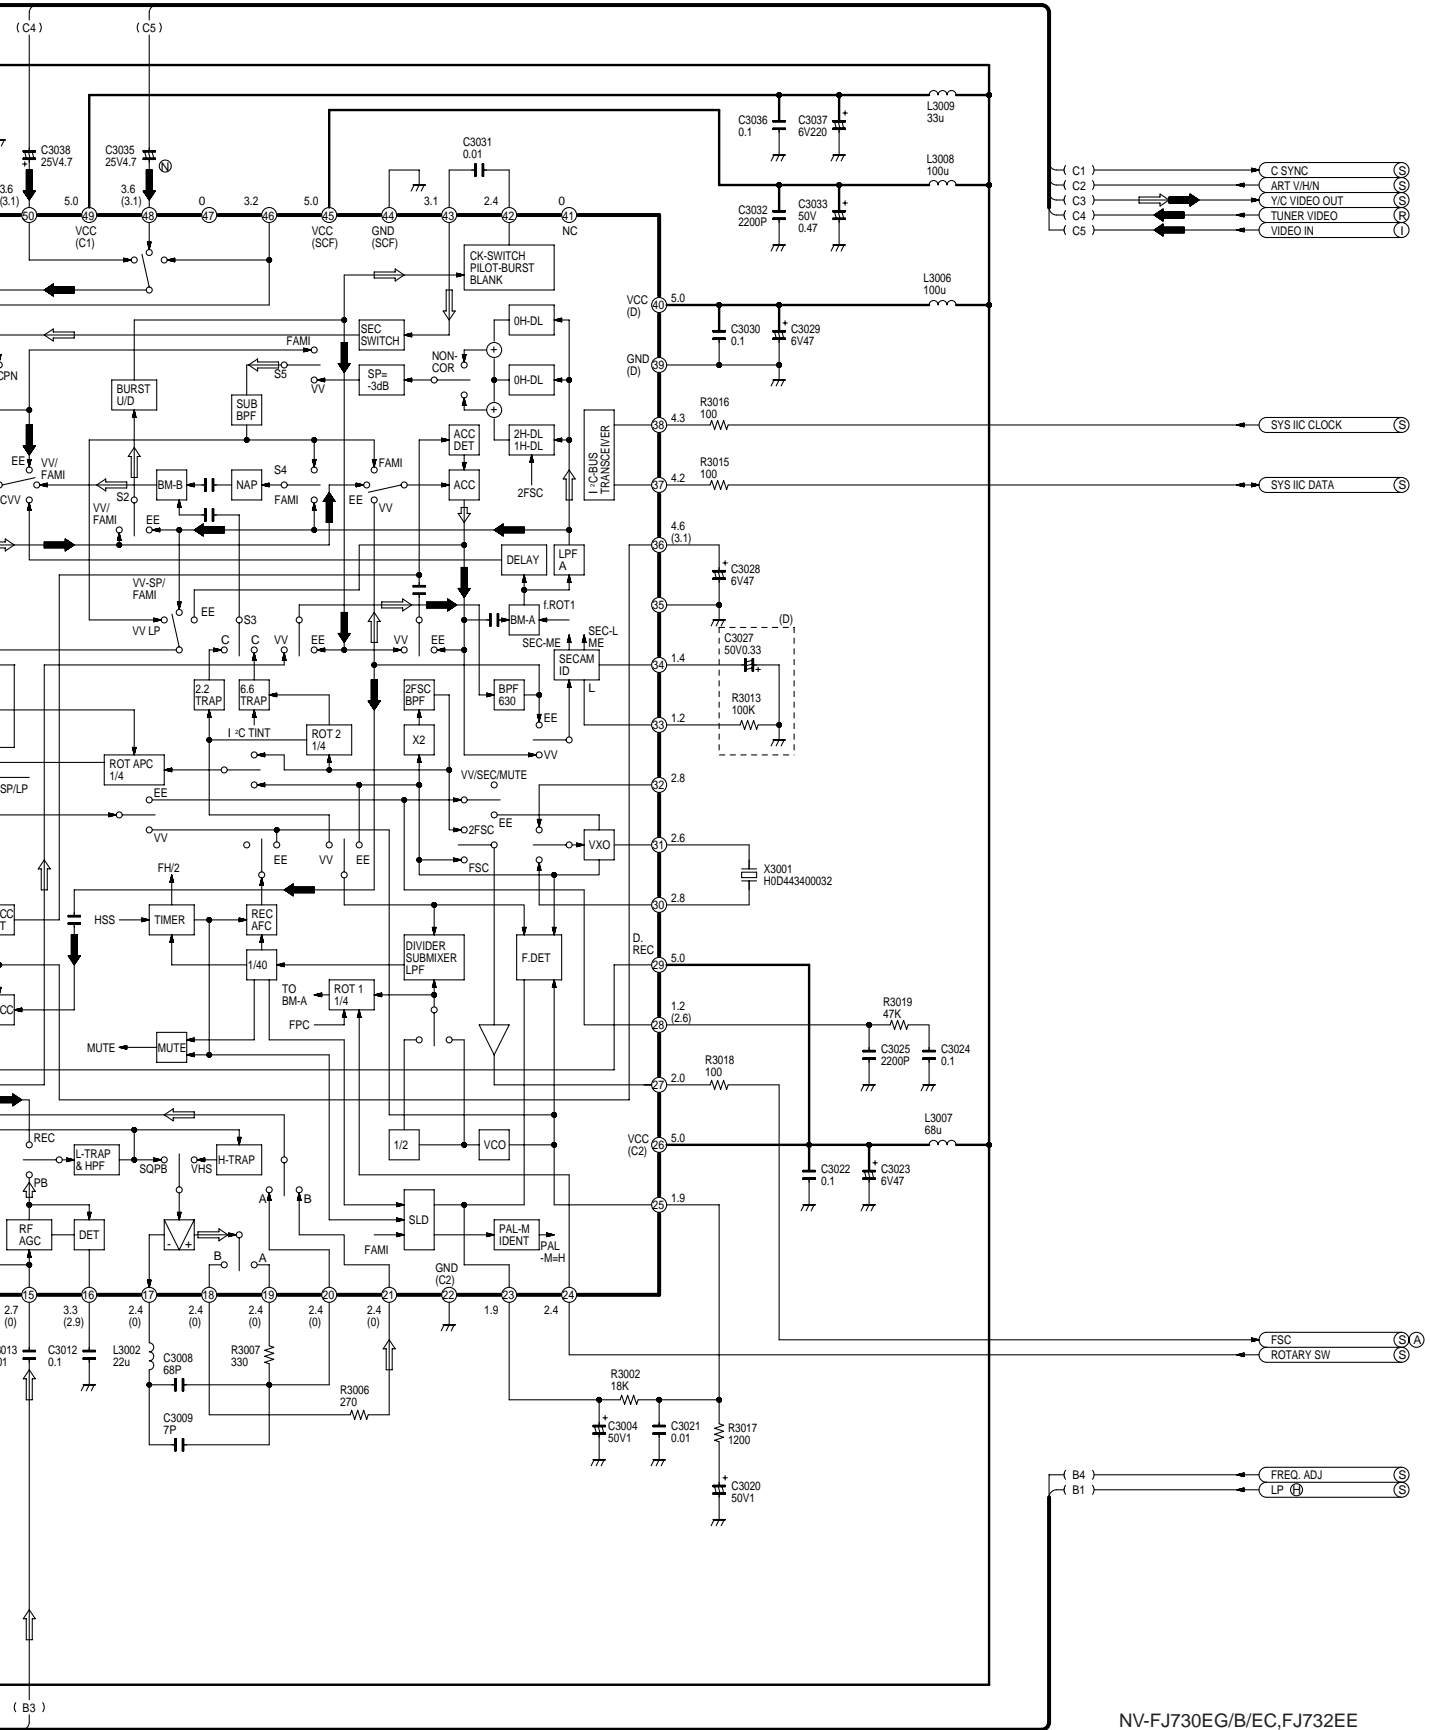 ( C4 )
( C5 )
C3038
25V4.7
C3035
25V4.7
N
C3031
0.01
C3036
0.1
C3037
6V220
L3009
33u
L3008
100u
C3032
2200P
C3033
50V
0.47
( C1 )
C SYNC
S
( C2 )
ART V/H/N
S
( C3 )
Y/C VIDEO OUT
S
( C4 )
TUNER VIDEO
R
( C5 )
VIDEO IN
I
3.6
(3.1)
5.0
3.6
(3.1)
0
3.2
5.0
3.1
2.4
0
50
49
48
47
46
45
44
43
42
41
VCC
(C1)
VCC
(SCF)
GND
(SCF)
NC
CK-SWITCH
PILOT-BURST
BLANK
VCC
(D)
40
5.0
L3006
100u
C3030
0.1
C3029
6V47
GND
(D)
39
SEC
SWITCH
0H-DL
NON-
COR
0H-DL
FAMI
S5
VV
SP=
-3dB
CPN
BURST
U/D
SUB
BPF
ACC
DET
2H-DL
1H-DL
2FSC
I²C-BUS
TRANSCEIVER
38
4.3
R3016
100
SYS IIC CLOCK
S
37
4.2
R3015
100
SYS IIC DATA
S
EE
VV/
FAMI
CVV
S2
BM-B
NAP
S4
FAMI
FAMI
EE
VV
ACC
VV/
FAMI
EE
36
4.6
(3.1)
C3028
6V47
35
DELAY
LPF
A
VV-SP/
FAMI
EE
VV LP
S3
C
C
VV
EE
VV
EE
BM-A
f.ROT1
SEC-ME
SEC-L
ME
SECAM
ID
L
34
1.4
(D)
C3027
50V0.33
R3013
100K
33
1.2
2.2
TRAP
6.6
TRAP
I²C TINT
ROT 2
1/4
2FSC
BPF
X2
BPF
630
EE
VV
ROT APC
1/4
SP/LP
EE
VV
VV/SEC/MUTE
EE
2FSC
FSC
VXO
32
2.8
31
2.6
X3001
H0D443400032
30
2.8
EE
VV
EE
FH/2
HSS
TIMER
REC
AFC
1/40
DIVIDER
SUBMIXER
LPF
F.DET
D.
REC
29
5.0
TO
BM-A
ROT 1
1/4
FPC
28
1.2
(2.6)
R3019
47K
C3025
2200P
C3024
0.1
MUTE
MUTE
27
2.0
R3018
100
L3007
68u
REC
L-TRAP
& HPF
SQPB
VHS
H-TRAP
1/2
VCO
VCC
(C2)
26
5.0
C3022
0.1
C3023
6V47
PB
A
B
25
1.9
RF
AGC
DET
- +
B
A
SLD
FAMI
PAL-M
IDENT
PAL
-M=H
GND
(C2)
15
16
17
18
19
20
21
22
23
24
2.7
(0)
3.3
(2.9)
2.4
(0)
2.4
(0)
2.4
(0)
2.4
(0)
2.4
(0)
1.9
2.4
C3012
0.1
L3002
22u
C3008
68P
R3007
330
C3009
7P
R3006
270
FSC
S
A
ROTARY SW
S
R3002
18K
C3004
50V1
C3021
0.01
R3017
1200
C3020
50V1
( B4 )
FREQ. ADJ
S
( B1 )
LP H
S
( B3 )
NV-FJ730EG/B/EC,FJ732EE